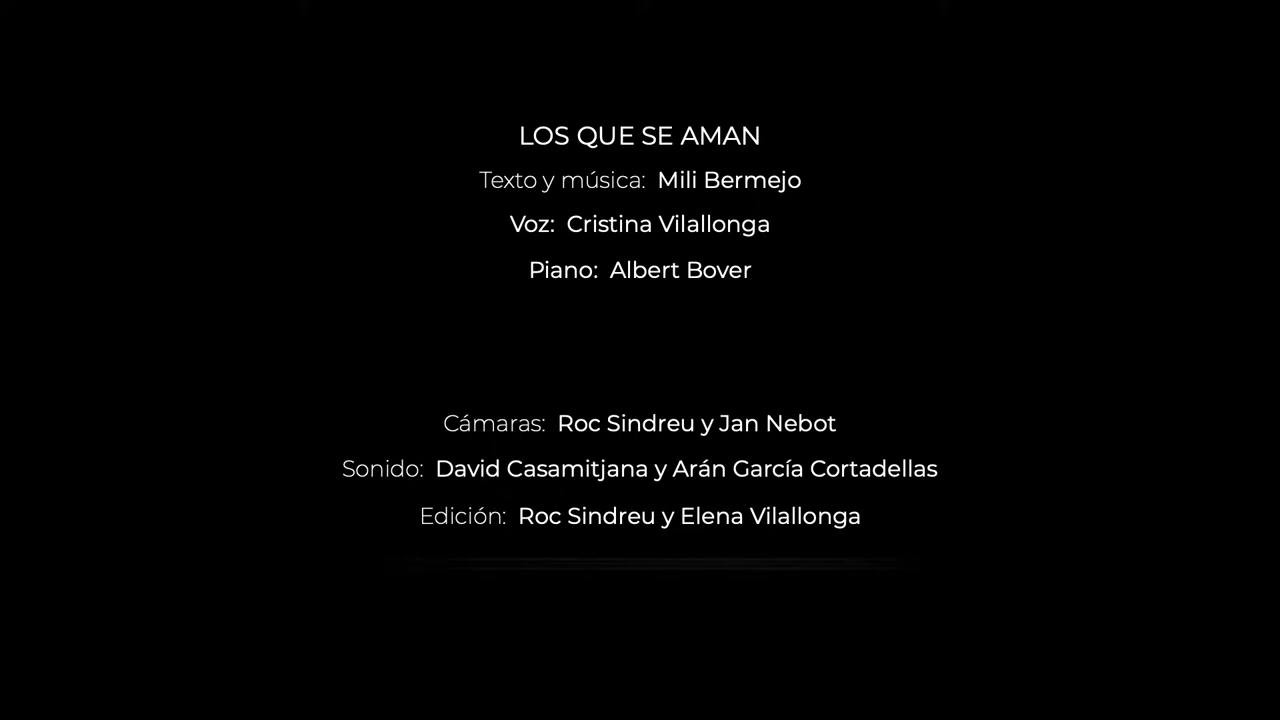 LOS QUE SE AMAN
Texto y música: Mili Bermejo
Voz: Cristina Vilallonga
Piano: Albert Bover
Cámaras: Roc Sindreu y Jan Nebot
Sonido: David Casamitjana y Arán García Cortadellas
Edición: Roc Sindreu y Elena Vilallonga